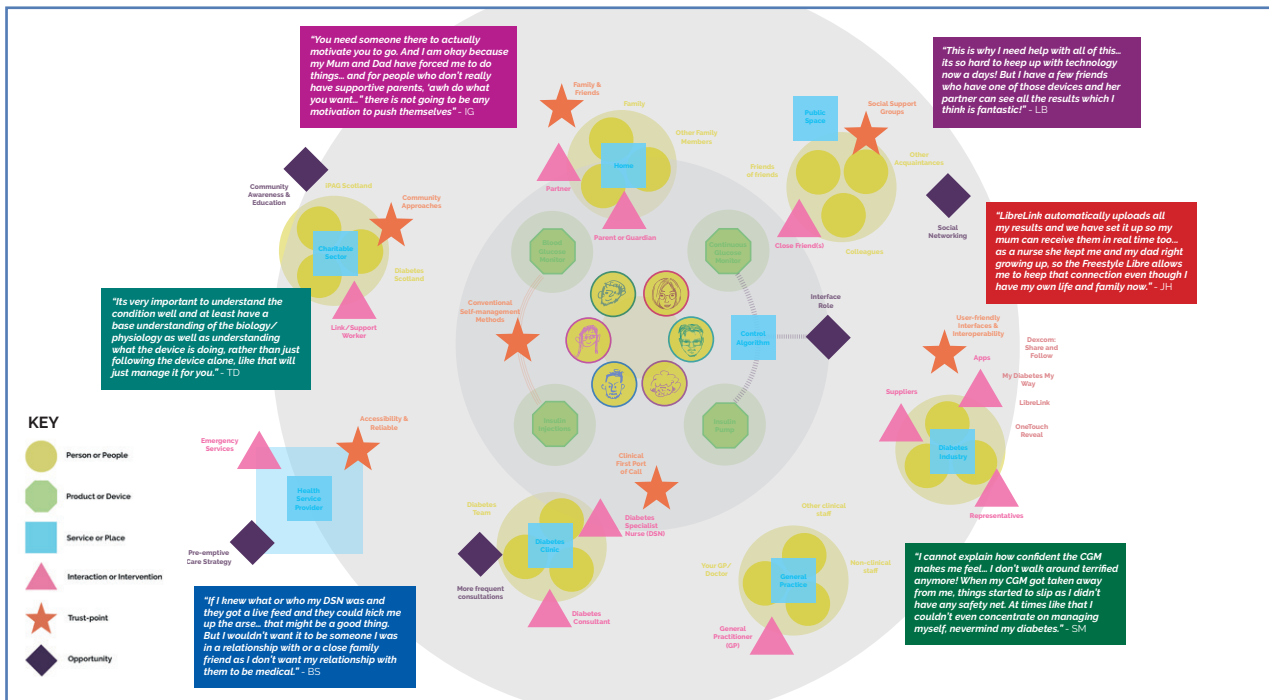 "You need someone there to actually
motivate you to go. And I am okay because
my Mum and Dad have forced me to do
things... and for people who don't really
have supportive parents, 'awh do what
you want..." there is not going to be any
motivation to push themselves" - IG
"This is why I need help with all of this...
its so hard to keep up with technology
now a days! But I have a few friends
who have one of those devices and her
partner can see all the results which I
think is fantastic!" - LB
Family &
Friends
Family
Other Family
Members
Home
Partner
Parent or Guardian
Public
Space
Social Support
Groups
Other
Acquaintances
Friends
of Friends
Close Friend(s)
Colleagues
Social
Networking
Community
Awareness &
Education
IPAG Scotland
Community
Approaches
Charitable
Sector
Diabetes
Scotland
Link/Support
Worker
Blood
Glucose
Monitor
Continuous
Glucose
Monitor
"LibreLink automatically uploads all
my results and we have set it up so my
mum can receive them in real time too...
as a nurse she kept me and my dad right
growing up, so the Freestyle Libre allows
me to keep that connection even though I
have my own life and family now." - JH
"Its very important to understand the
condition well and at least have a
base understanding of the biology/
physiology as well as understanding
what the device is doing, rather than just
following the device alone, like that will
just manage it for you." - TD
Conventional
Self-management
Methods
Control
Algorithm
Interface
Role
User-friendly
Interfaces &
Interoperability
Dexcom:
Share and
Follow
Apps
My Diabetes My
Way
LibreLink
OneTouch
Reveal
Suppliers
Diabetes
Industry
Representatives
Insulin
Injections
Insulin
Pump
KEY
Person or People
Product or Device
Service or Place
Interaction or Intervention
Trust-point
Opportunity
Accessibility &
Reliable
Emergency
Services
Health
Service
Provider
Pre-emptive
Care Strategy
Clinical
First Port
of Call
Diabetes
Team
Diabetes
Specialist
Nurse (DSN)
Diabetes
Clinic
More frequent
consultations
Diabetes
Consultant
Other clinical
staff
Your GP/
Doctor
Non-clinical
staff
General
Practice
General
Practitioner
(GP)
"If I knew what or who my DSN was and
they got a live feed and they could kick me
up the arse... that might be a good thing.
But I wouldn't want it to be someone I was
in a relationship with or a close family
friend as I don't want my relationship with
them to be medical." - BS
"I cannot explain how confident the CGM
makes me feel... I don't walk around terrified
anymore! When my CGM got taken away
from me, things started to slip as I didn't
have any safety net. At times like that I
couldn't even concentrate on managing
myself, nevermind my diabetes." - SM